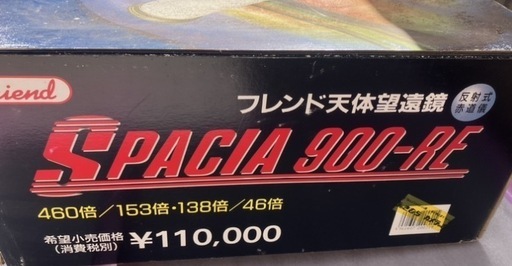 iend
フレンド天体望遠鏡
反射式
赤道儀
SPACIA 900-RE
460倍／153倍・138倍／46倍
希望小売価格
(消費税別)
¥110,000